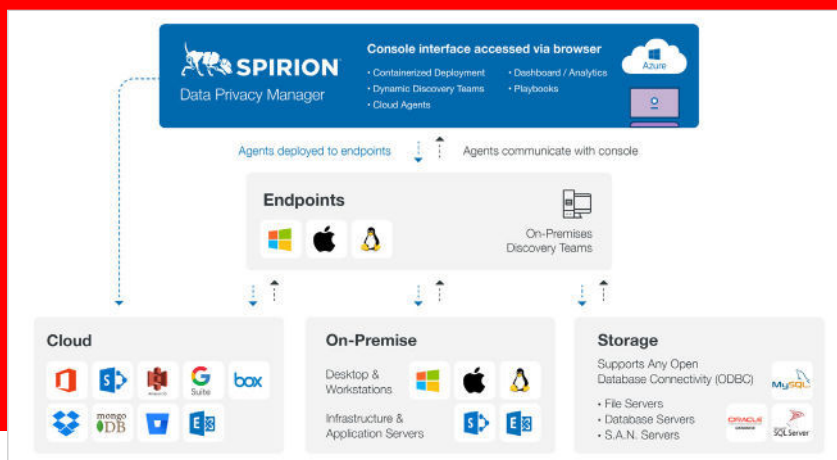 SPIRION
Data Privacy Manager
Console interface accessed via browser
• Containerized Deployment
• Dynamic Discovery Teams
• Cloud Agents
• Dashboard / Analytics
• Playbooks
Azure
Agents deployed to endpoints
Agents communicate with console
Endpoints
On-Premises
Discovery Teams
Cloud
G Suite
box
mongo
DB
On-Premise
Desktop &
Workstations
Infrastructure &
Application Servers
Storage
Supports Any Open
Database Connectivity (ODBC)
• File Servers
• Database Servers
• S.A.N. Servers
MySQL
ORACLE
SQL Server